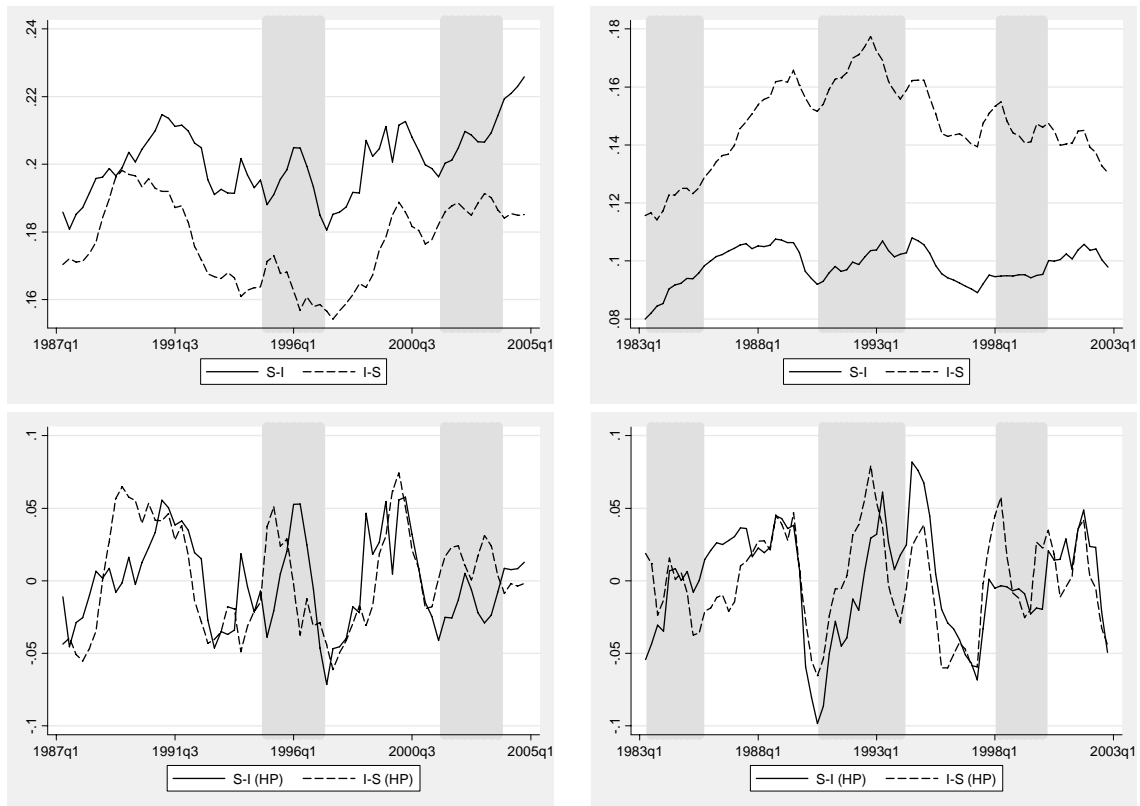 .24
.22
.2
.18
.16
1987q1 1991q3 1996q1 2000q3 2005q1
S-I I-S
.18
.16
.14
.12
.1
.08
1983q1 1988q1 1993q1 1998q1 2003q1
S-I I-S
.1
.05
0
-.05
-.1
1987q1 1991q3 1996q1 2000q3 2005q1
S-I (HP) I-S (HP)
.1
.05
0
-.05
-.1
1983q1 1988q1 1993q1 1998q1 2003q1
S-I (HP) I-S (HP)